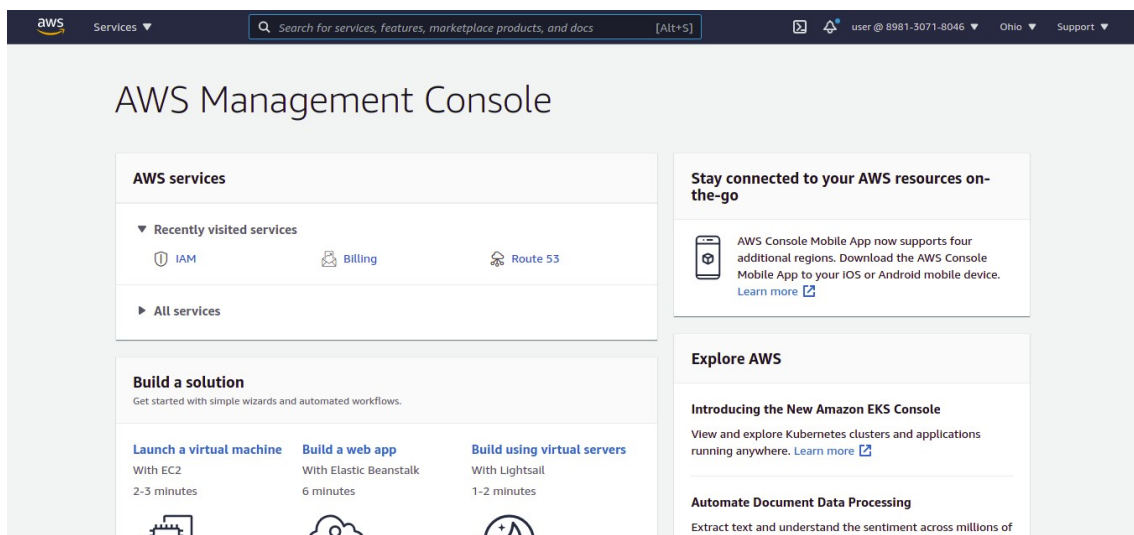 aws
Services ▼
Search for services, features, marketplace products, and docs
[Alt+S]
user @ 8981-3071-8046 ▼
Ohio ▼
Support ▼
AWS Management Console
AWS services
▼ Recently visited services
IAM
Billing
Route 53
▶ All services
Build a solution
Get started with simple wizards and automated workflows.
Launch a virtual machine
With EC2
2-3 minutes
Build a web app
With Elastic Beanstalk
6 minutes
Build using virtual servers
With Lightsail
1-2 minutes
Stay connected to your AWS resources on-
the-go
AWS Console Mobile App now supports four
additional regions. Download the AWS Console
Mobile App to your iOS or Android mobile device.
Learn more
Explore AWS
Introducing the New Amazon EKS Console
View and explore Kubernetes clusters and applications
running anywhere. Learn more
Automate Document Data Processing
Extract text and understand the sentiment across millions of